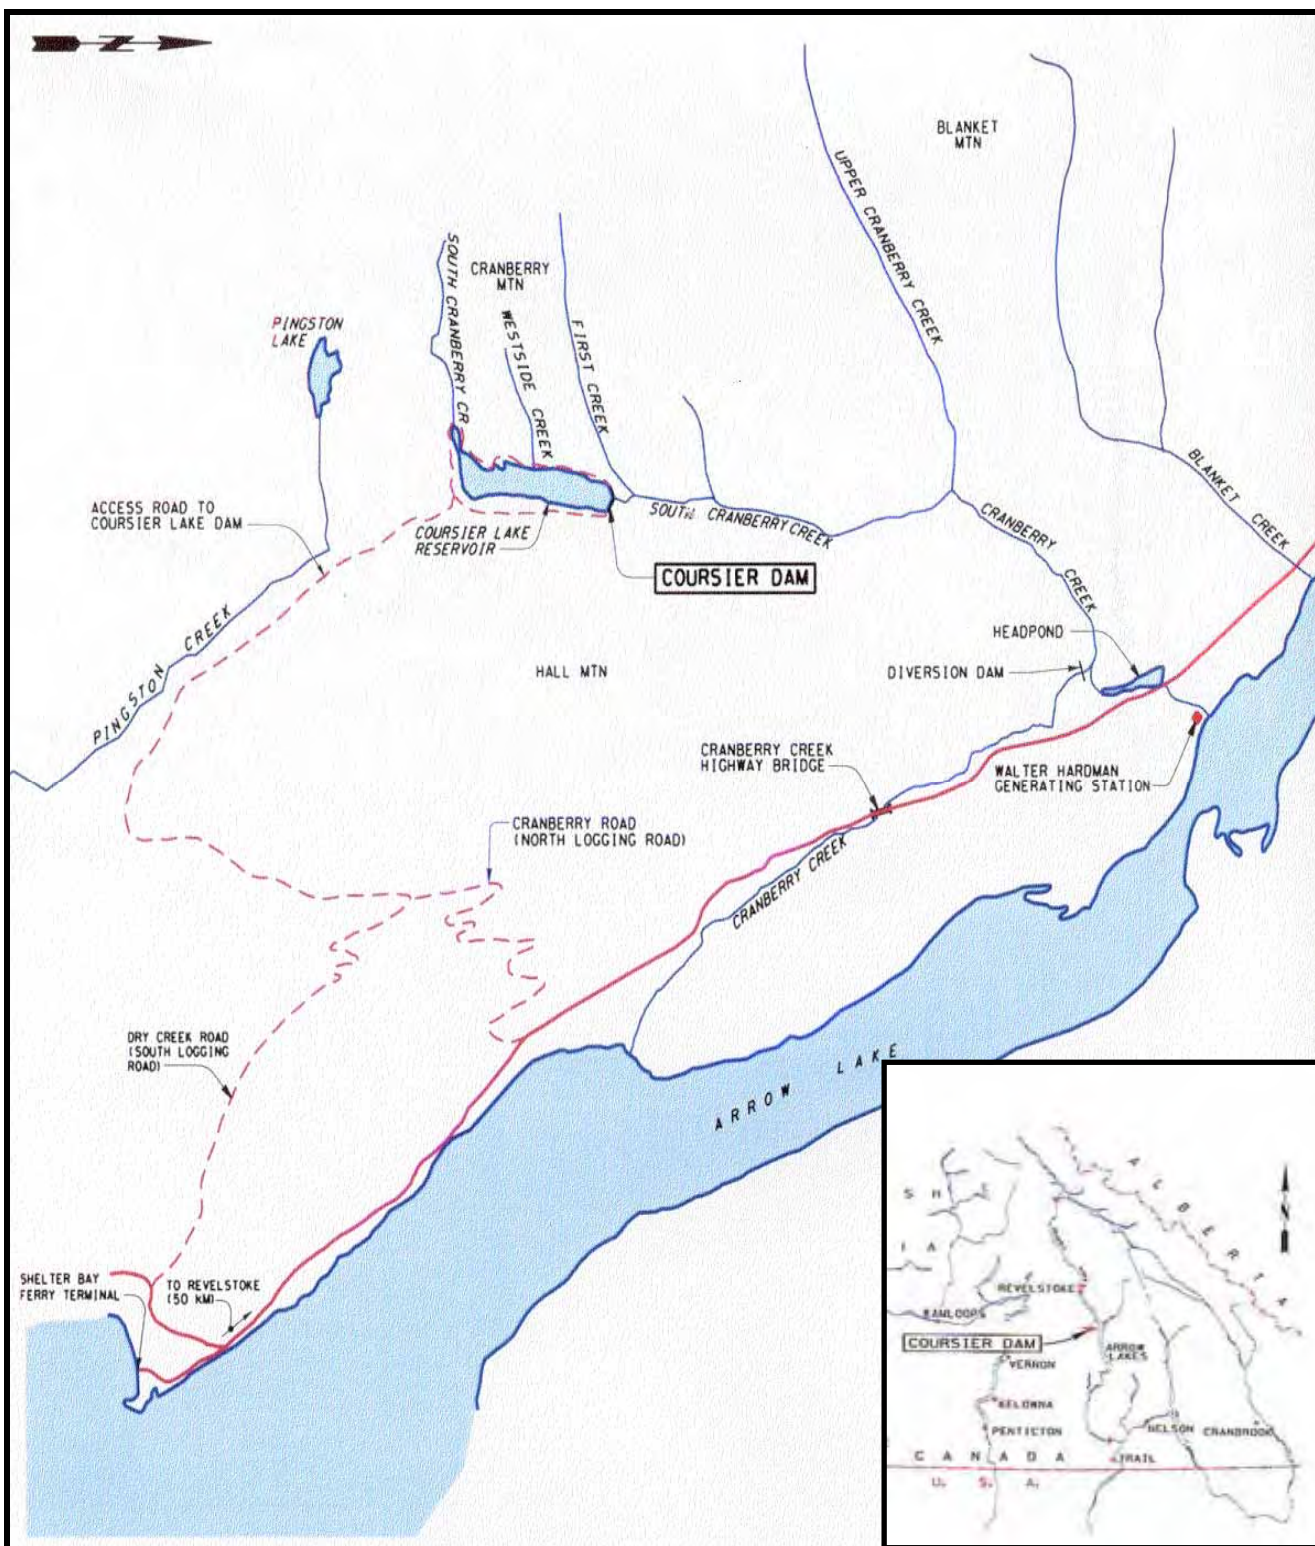 N
BLANKET
MTN
UPPER CRANBERRY CREEK
SOUTH CRANBERRY CR
CRANBERRY
MTN
WESTSIDE CREEK
FIRST CREEK
PINGSTON
LAKE
BLANKET CREEK
ACCESS ROAD TO
COURSIER LAKE DAM
COURSIER LAKE
RESERVOIR
SOUTH CRANBERRY CREEK
CRANBERRY CREEK
COURSIER DAM
PINGSTON CREEK
HEADPOND
HALL MTN
DIVERSION DAM
CRANBERRY CREEK
HIGHWAY BRIDGE
WALTER HARDMAN
GENERATING STATION
CRANBERRY ROAD
(NORTH LOGGING ROAD)
CRANBERRY CREEK
DRY CREEK ROAD
(SOUTH LOGGING
ROAD)
ARROW LAKE
SHELTER BAY
FERRY TERMINAL
TO REVELSTOKE
(50 KM)
ALBERTA
N
S H
I A
REVELSTOKE
KAMLOOPS
COURSIER DAM
ARROW
LAKES
VERNON
KELOWNA
PENTICTON
NELSON
CRANBROOK
TRAIL
CANADA
U.S.A.